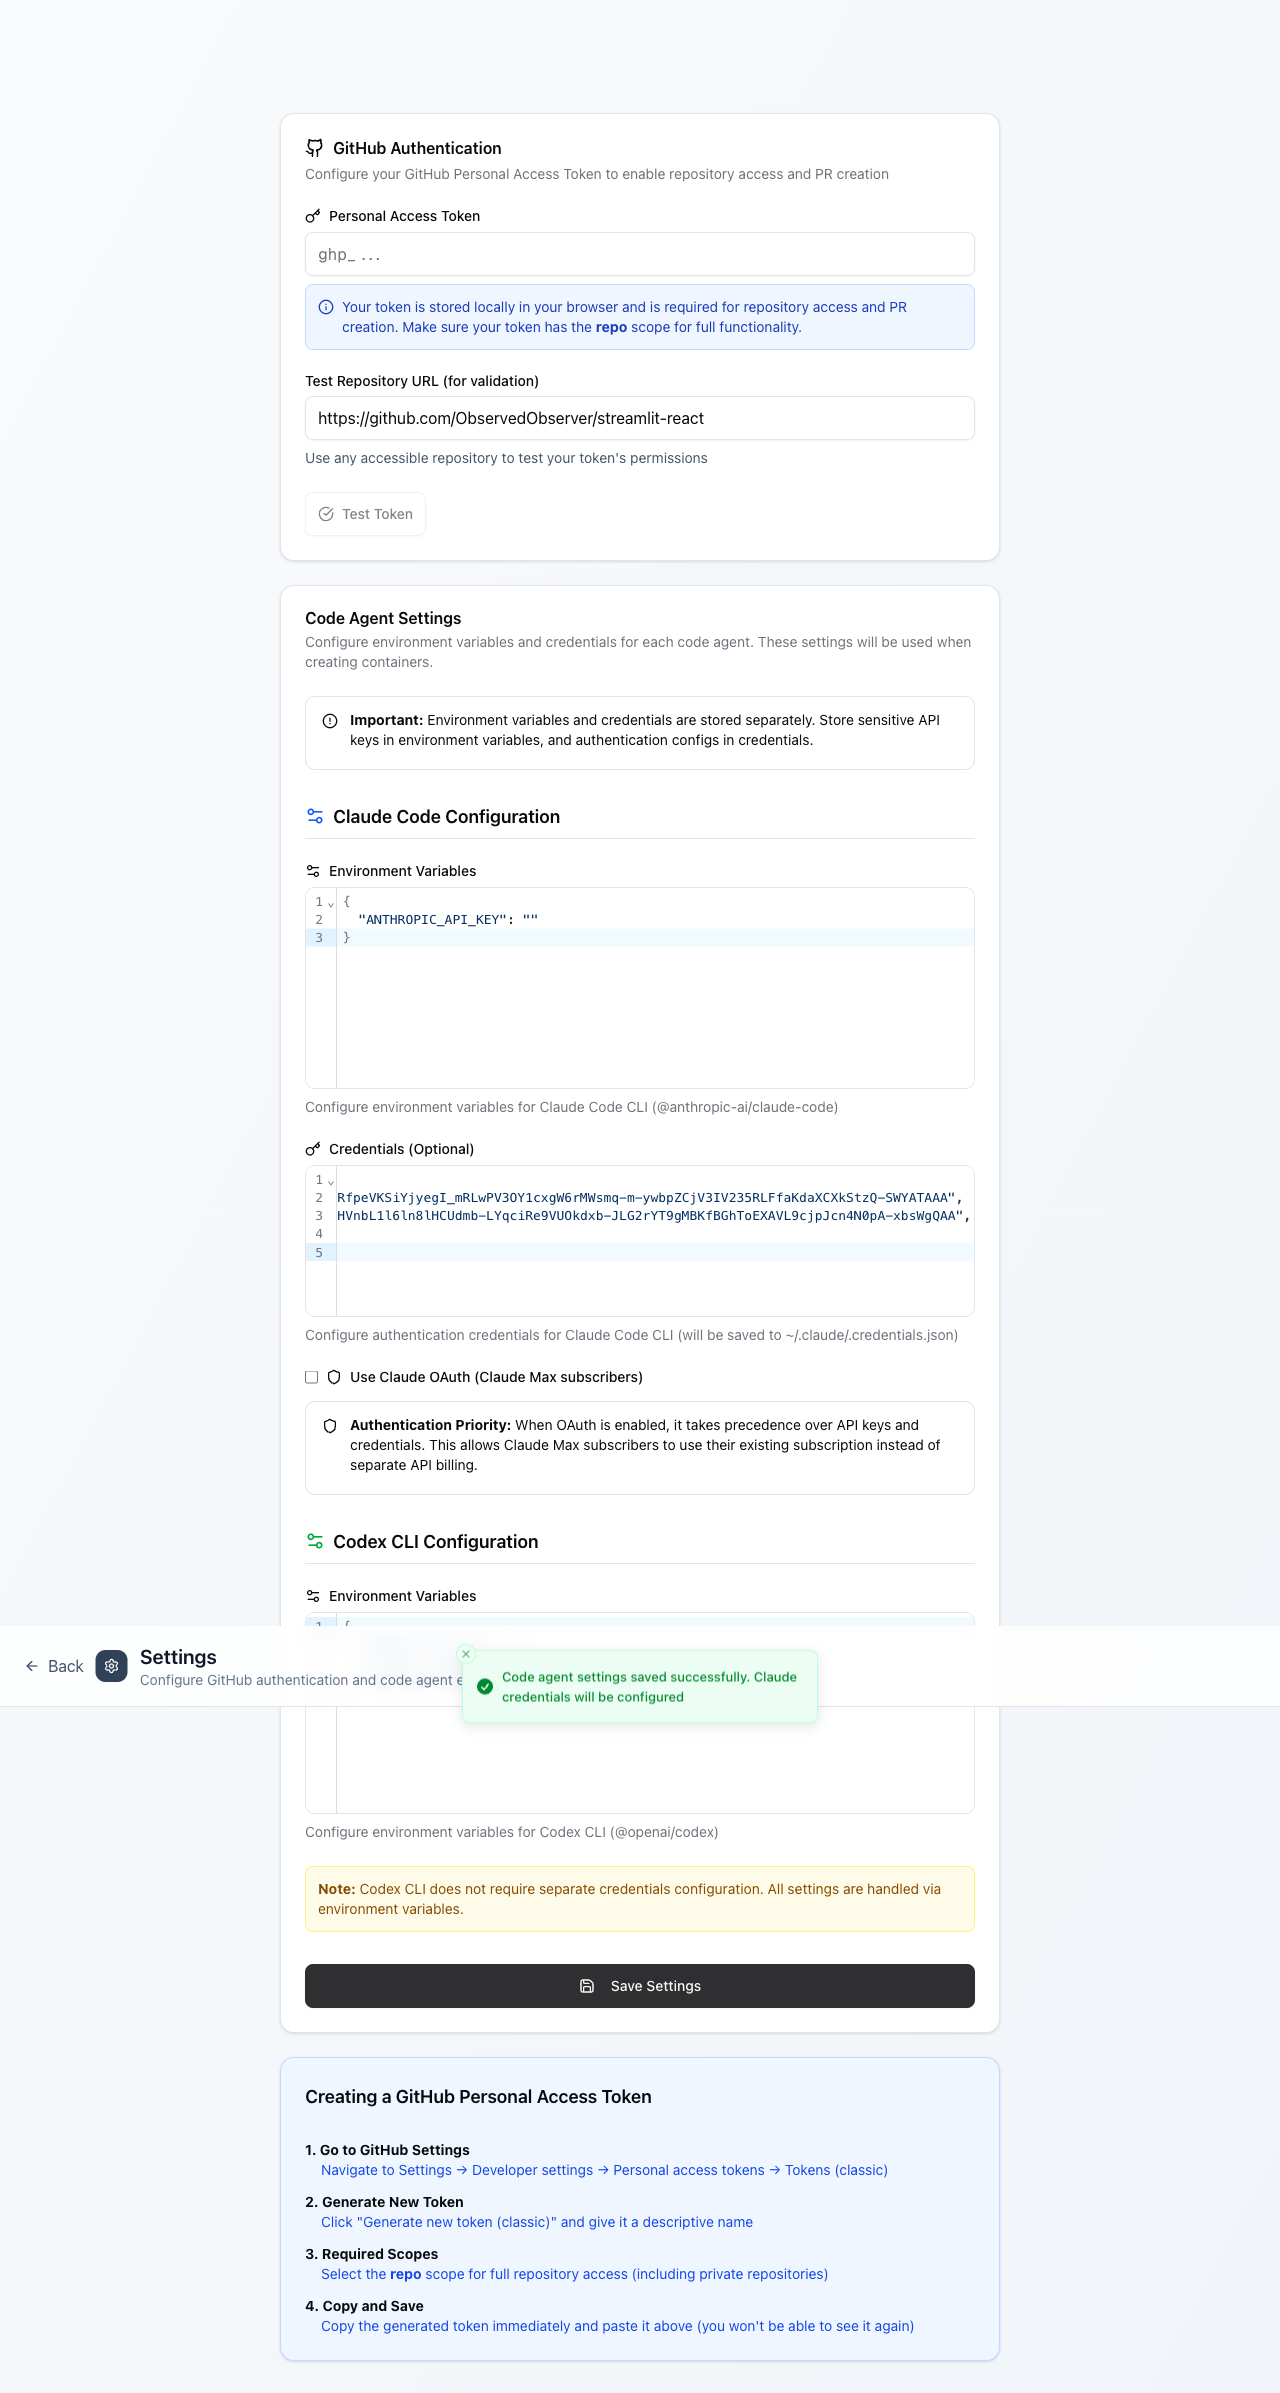 GitHub Authentication
Configure your GitHub Personal Access Token to enable repository access and PR creation
Personal Access Token
ghp_...
Your token is stored locally in your browser and is required for repository access and PR
creation. Make sure your token has the repo scope for full functionality.
Test Repository URL (for validation)
https://github.com/ObservedObserver/streamlit-react
Use any accessible repository to test your token's permissions
Test Token
Code Agent Settings
Configure environment variables and credentials for each code agent. These settings will be used when
creating containers.
Important: Environment variables and credentials are stored separately. Store sensitive API
keys in environment variables, and authentication configs in credentials.
Claude Code Configuration
Environment Variables
1 {
2 "ANTHROPIC_API_KEY": ""
3 }
Configure environment variables for Claude Code CLI (@anthropic-ai/claude-code)
Credentials (Optional)
1
2 RfpeVKSiYjyegI_mRLwPV3OY1cxgW6rMWsmq-m-ywbpZCjV3IV235RLFfaKdaXCXkStzQ-SWYATAAA",
3 HVnbL1l6ln8lHCUdmb-LYqciRe9VUOkdxb-JLG2rYT9gMBKfBGhToEXAVL9cjpJcn4N0pA-xbsWgQAA",
4
5
Configure authentication credentials for Claude Code CLI (will be saved to ~/.claude/.credentials.json)
Use Claude OAuth (Claude Max subscribers)
Authentication Priority: When OAuth is enabled, it takes precedence over API keys and
credentials. This allows Claude Max subscribers to use their existing subscription instead of
separate API billing.
Codex CLI Configuration
Environment Variables
1 {
Back
Settings
Configure GitHub authentication and code agent
Code agent settings saved successfully. Claude
credentials will be configured
Configure environment variables for Codex CLI (@openai/codex)
Note: Codex CLI does not require separate credentials configuration. All settings are handled via
environment variables.
Save Settings
Creating a GitHub Personal Access Token
1. Go to GitHub Settings
Navigate to Settings → Developer settings → Personal access tokens → Tokens (classic)
2. Generate New Token
Click "Generate new token (classic)" and give it a descriptive name
3. Required Scopes
Select the repo scope for full repository access (including private repositories)
4. Copy and Save
Copy the generated token immediately and paste it above (you won't be able to see it again)